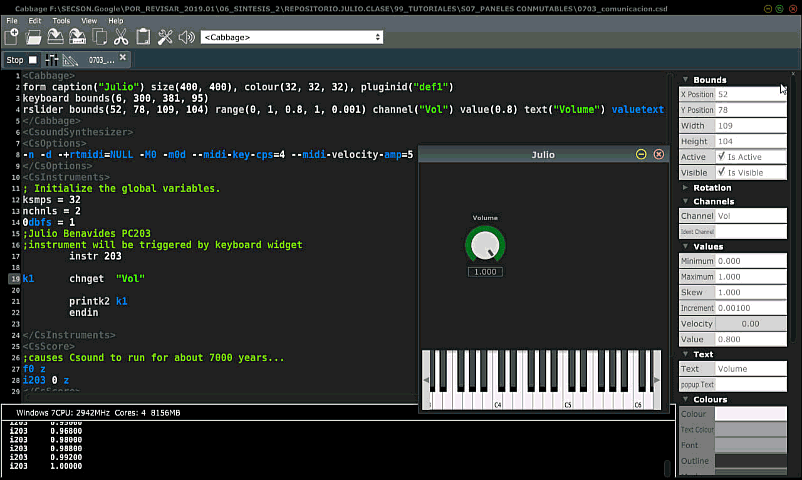 Cabbage F:\SECSON.Google\POR_REVISAR_2019.01\06_SINTESIS_2\REPOSITORIO.JULIO.CLASE\99_TUTORIALES\S07_PANELES CONMUTABLES\0703_comunicacion.csd
File Edit Tools View Help
<Cabbage>
Stop 0703_...
1 <Cabbage>
2 form caption("Julio") size(400, 400), colour(32, 32, 32), pluginid("def1")
3 keyboard bounds(6, 300, 381, 95)
4 rslider bounds(52, 78, 109, 104) range(0, 1, 0.8, 1, 0.001) channel("Vol") value(0.8) text("Volume") valuetext
5 </Cabbage>
6 <CsoundSynthesizer>
7 <CsOptions>
8 -n -d -+rtmidi=NULL -M0 -m0d --midi-key-cps=4 --midi-velocity-amp=5
9 </CsOptions>
10 <CsInstruments>
11 ; Initialize the global variables.
12 ksmps = 32
13 nchnls = 2
14 0dbfs = 1
15 ;Julio Benavides PC203
16 ;instrument will be triggered by keyboard widget
17 instr 203
18
19 k1 chnget "Vol"
20
21 printk2 k1
22 endin
23
24 </CsInstruments>
25 <CsScore>
26 ;causes Csound to run for about 7000 years...
27 f0 z
28 i203 0 z
29 </CsScore>
Julio
Volume
1.000
C4 C5 C6
Windows 7CPU: 2942MHz Cores: 4 8156MB
i203 0.95000
i203 0.96800
i203 0.98000
i203 0.98800
i203 0.99200
i203 1.00000
Bounds
X Position 52
Y Position 78
Width 109
Height 104
Active Is Active
Visible Is Visible
Rotation
Channels
Channel Vol
Ident Channel
Values
Minimum 0.000
Maximum 1.000
Skew 1.000
Increment 0.00100
Velocity 0.00
Value 0.800
Text
Text Volume
popup Text
Colours
Colour
Text Colour
Font
Outline